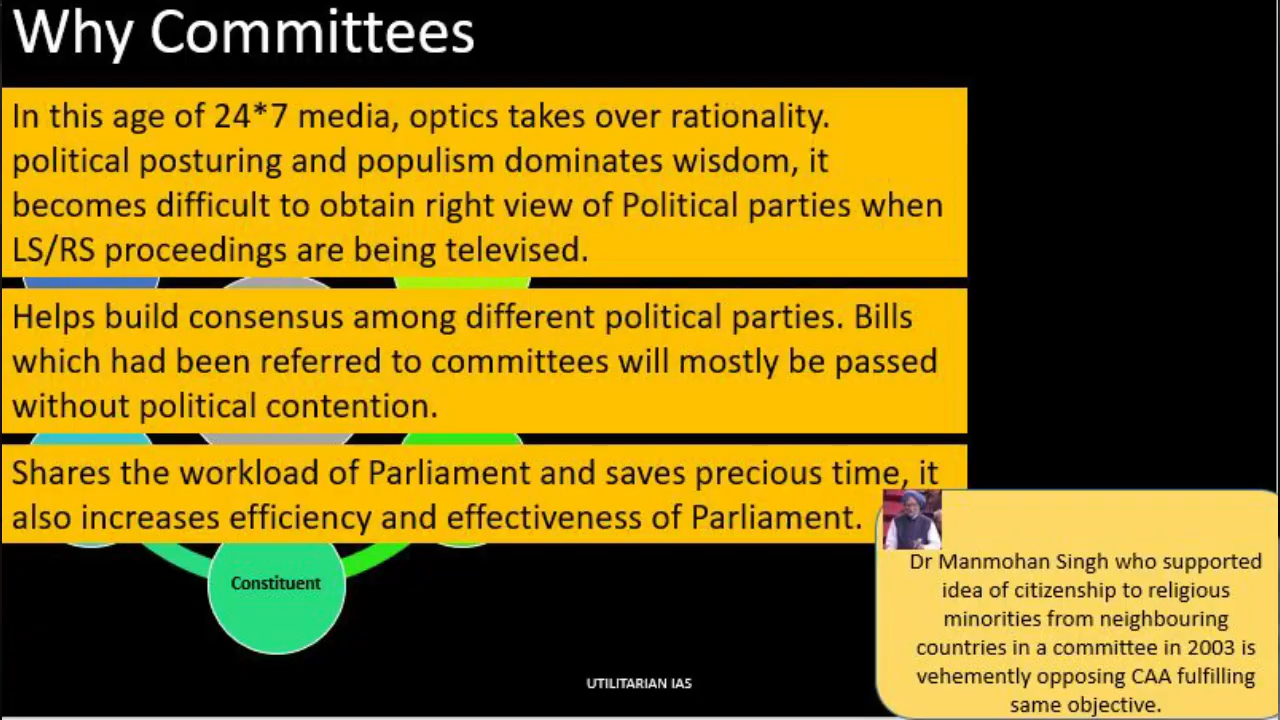 Why Committees
In this age of 24*7 media, optics takes over rationality.
political posturing and populism dominates wisdom, it
becomes difficult to obtain right view of Political parties when
LS/RS proceedings are being televised.
Helps build consensus among different political parties. Bills
which had been referred to committees will mostly be passed
without political contention.
Shares the workload of Parliament and saves precious time, it
also increases efficiency and effectiveness of Parliament.
Dr Manmohan Singh who supported
idea of citizenship to religious
minorities from neighbouring
countries in a committee in 2003 is
vehemently opposing CAA fulfilling
same objective.
Constituent
UTILITARIAN IAS